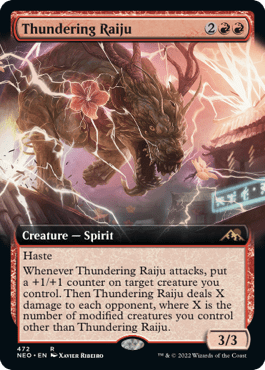 Thundering Raiju 2
Creature — Spirit
Haste
Whenever Thundering Raiju attacks, put
a +1/+1 counter on target creature you
control. Then Thundering Raiju deals X
damage to each opponent, where X is the
number of modified creatures you control
other than Thundering Raiju.
3/3
472 R
NEO • EN XAVIER RIBEIRO
™ & © 2022 Wizards of the Coast